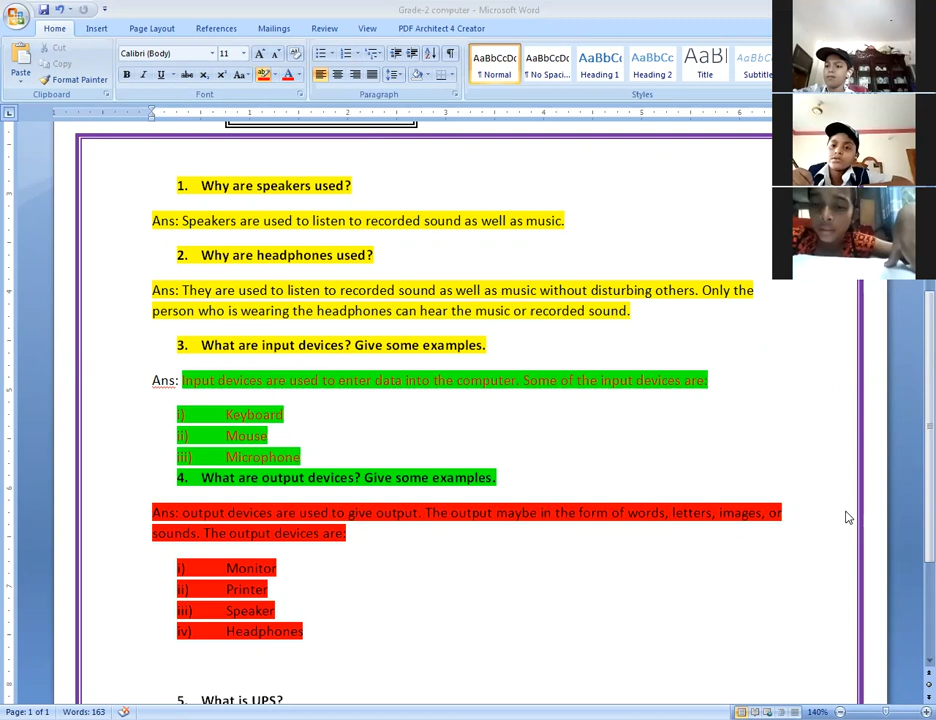 Grade-2 computer - Microsoft Word
Home Insert Page Layout References Mailings Review View PDF Architect 4 Creator
Paste
Cut
Copy
Format Painter
Calibri (Body) 11
AaBbCcDc AaBbCcDc AaBbC AaBbCc AaB AaBbCc
¶ Normal ¶ No Spaci... Heading 1 Heading 2 Title Subtitle
Clipboard Font Paragraph Styles
1. Why are speakers used?
Ans: Speakers are used to listen to recorded sound as well as music.
2. Why are headphones used?
Ans: They are used to listen to recorded sound as well as music without disturbing others. Only the
person who is wearing the headphones can hear the music or recorded sound.
3. What are input devices? Give some examples.
Ans: Input devices are used to enter data into the computer. Some of the input devices are:
i) Keyboard
ii) Mouse
iii) Microphone
4. What are output devices? Give some examples.
Ans: output devices are used to give output. The output maybe in the form of words, letters, images, or
sounds. The output devices are:
i) Monitor
ii) Printer
iii) Speaker
iv) Headphones
5. What is UPS?
Page: 1 of 1 Words: 163 140%